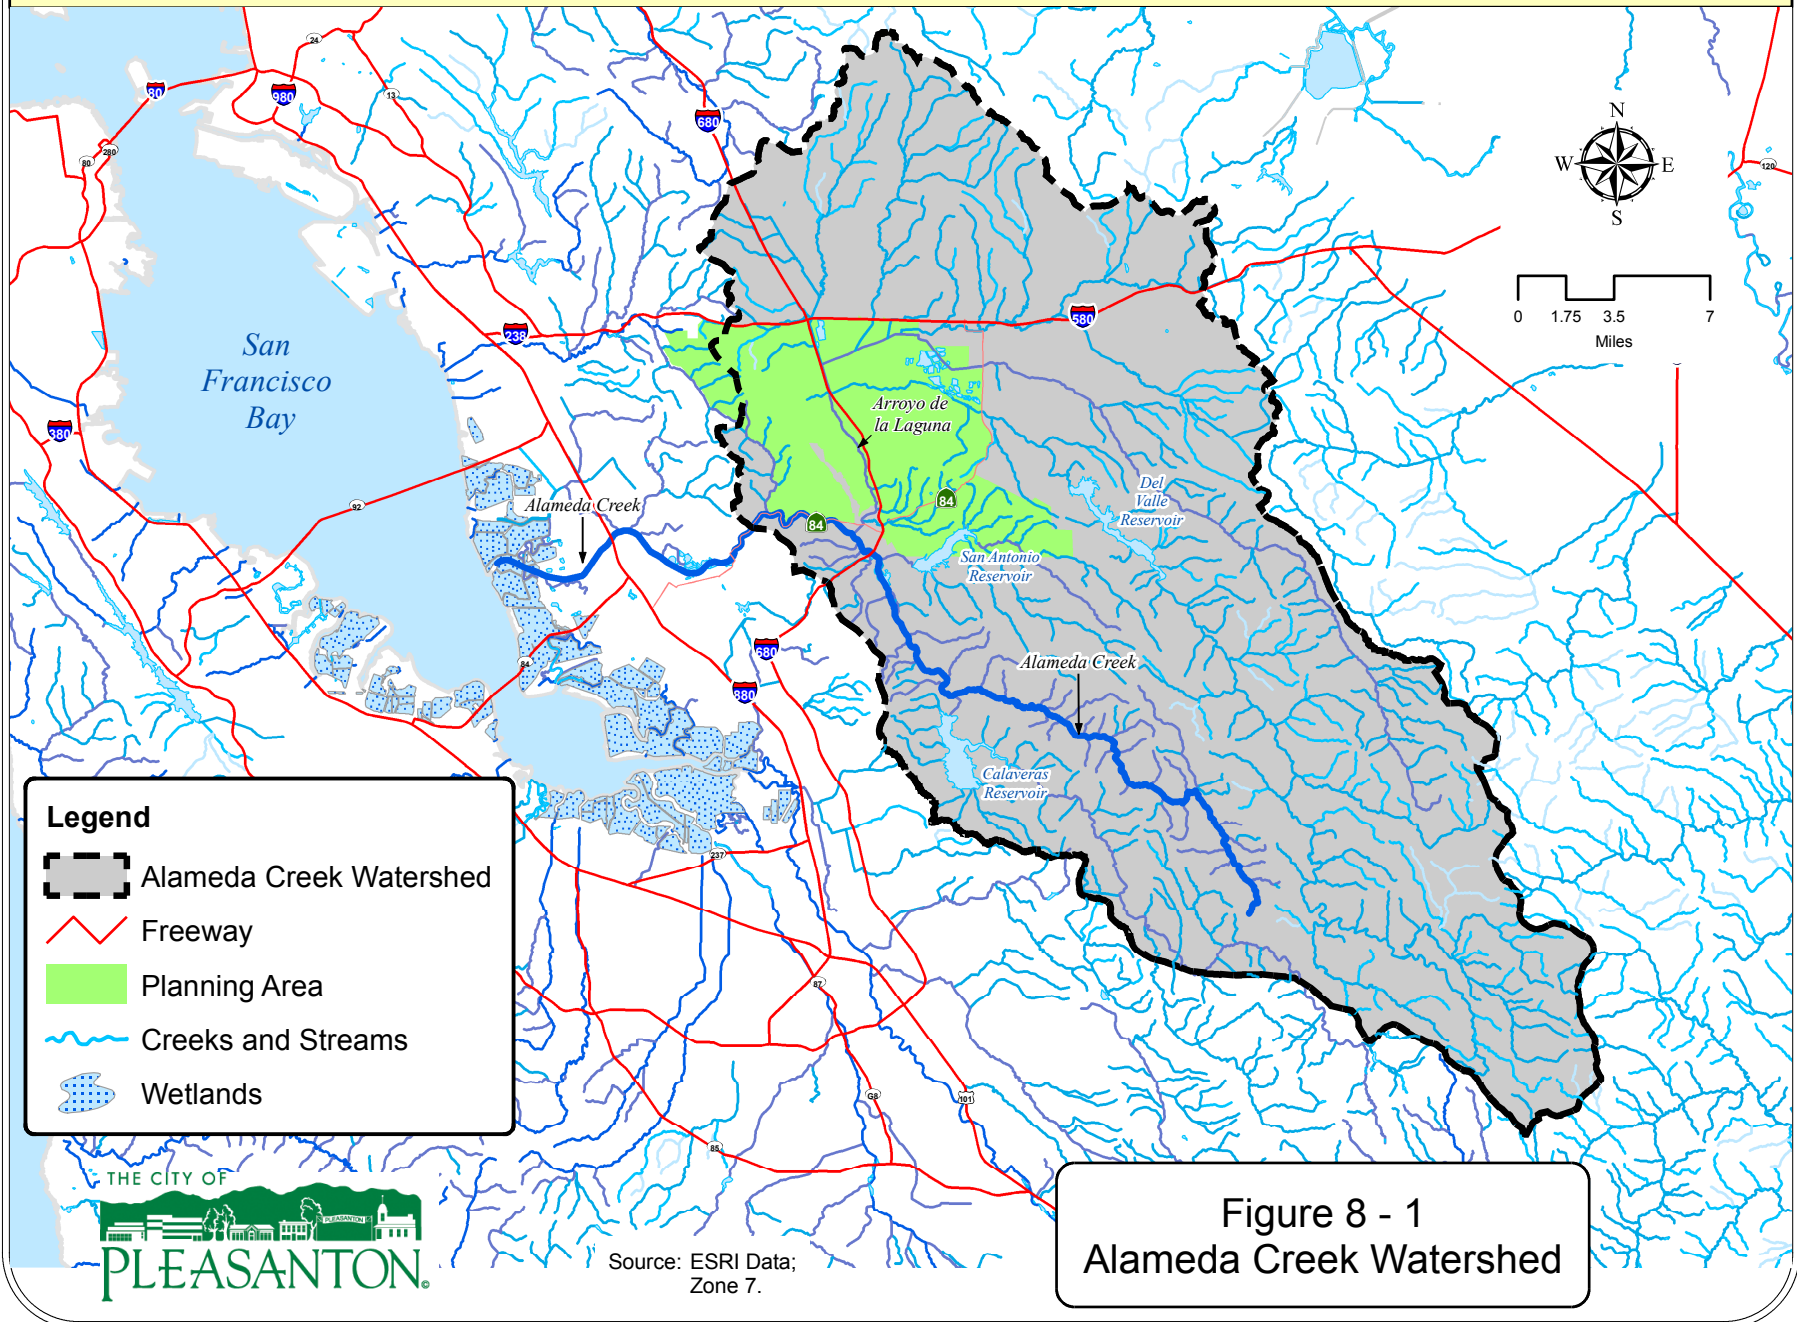 24
80
980
13
680
280
80
N
W
E
S
120
580
238
0
1.75
3.5
7
Miles
San
Francisco
Bay
Arroyo de
la Laguna
380
Del
Valle
Reservoir
92
Alameda Creek
84
84
San Antonio
Reservoir
680
84
880
Alameda Creek
Calaveras
Reservoir
237
Legend
Alameda Creek Watershed
Freeway
Planning Area
Creeks and Streams
Wetlands
87
G8
101
85
THE CITY OF
PLEASANTON
PLEASANTON©
Source: ESRI Data;
Zone 7.
Figure 8 - 1
Alameda Creek Watershed